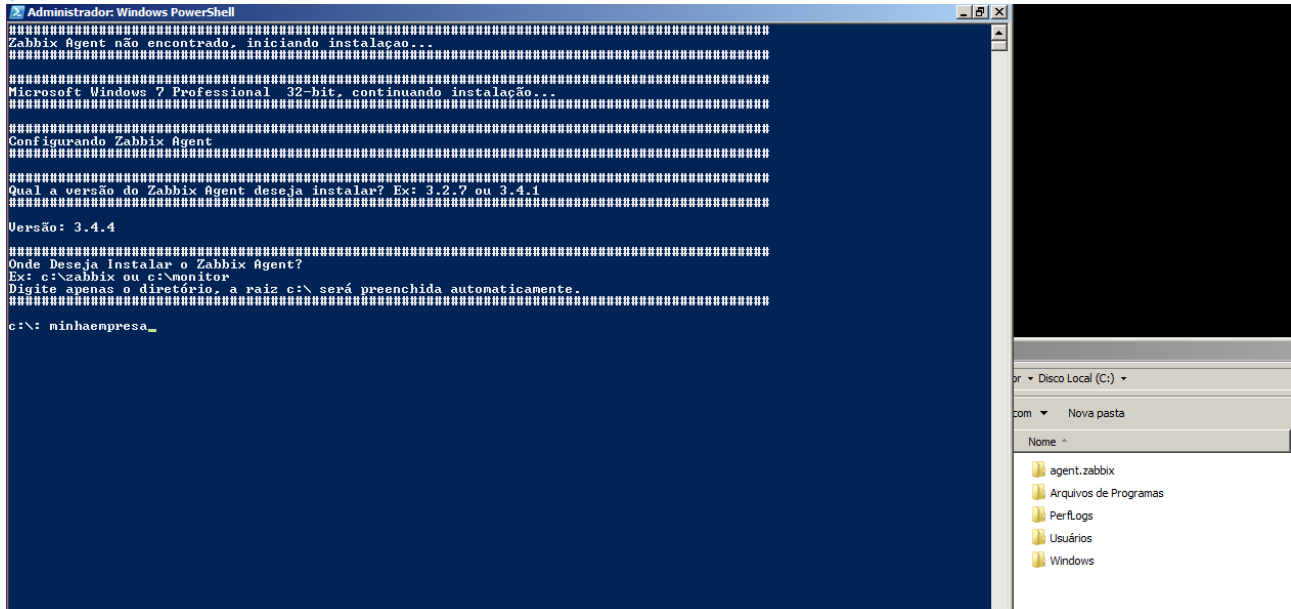 Administrador: Windows PowerShell
##############################################################################################
Zabbix Agent não encontrado, iniciando instalaçao...
##############################################################################################
##############################################################################################
Microsoft Windows 7 Professional  32-bit, continuando instalação...
##############################################################################################
##############################################################################################
Configurando Zabbix Agent
##############################################################################################
##############################################################################################
Qual a versão do Zabbix Agent deseja instalar? Ex: 3.2.7 ou 3.4.1
##############################################################################################
Versão: 3.4.4
##############################################################################################
Onde Deseja Instalar o Zabbix Agent?
Ex: c:\zabbix ou c:\monitor
Digite apenas o diretório, a raiz c:\ será preenchida automaticamente.
##############################################################################################
c:\: minhaempresa_
or ▾ Disco Local (C:) ▾
com ▾ Nova pasta
Nome
agent.zabbix
Arquivos de Programas
PerfLogs
Usuários
Windows